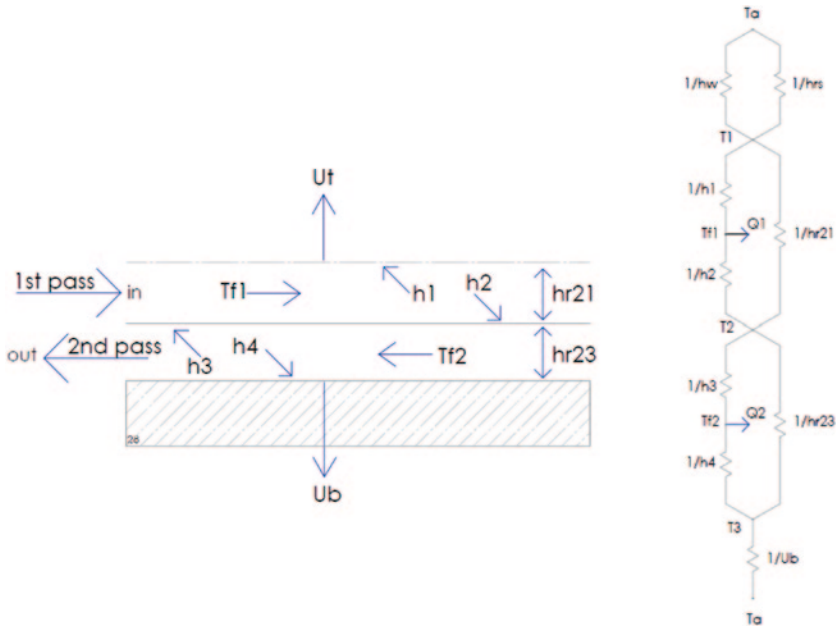 Ut
1st pass in Tf1 h1 h2 hr21
out 2nd pass h3 h4 Tf2 hr23
26
Ub
Ta
1/hw 1/hrs
T1
1/h1
Tf1 Q1 1/hr21
1/h2
T2
1/h3
Tf2 Q2 1/hr23
1/h4
T3
1/Ub
Ta